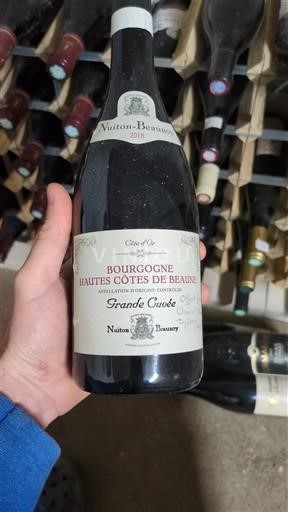 Nuiton-Beaunoy
2018
Côte d'Or
BOURGOGNE
HAUTES CÔTES DE BEAUNE
APPELLATION D'ORIGINE CONTRÔLÉE
Grande Cuvée
Nuiton Beaunoy